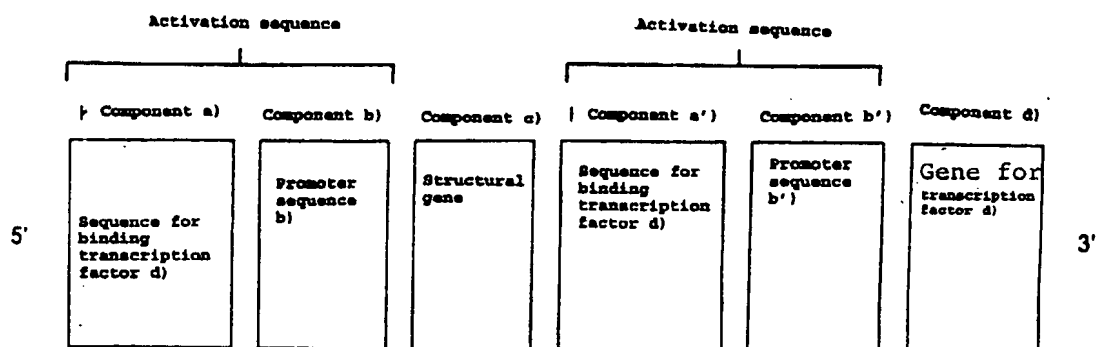 Activation sequence
Activation sequence
Component a)
Component b)
Component c)
Component a')
Component b')
Component d)
5'
Sequence for
binding
transcription
factor d)
Promoter
sequence
b)
Structural
gene
Sequence for
binding
transcription
factor d)
Promoter
sequence
b')
Gene for
transcription
factor d)
3'